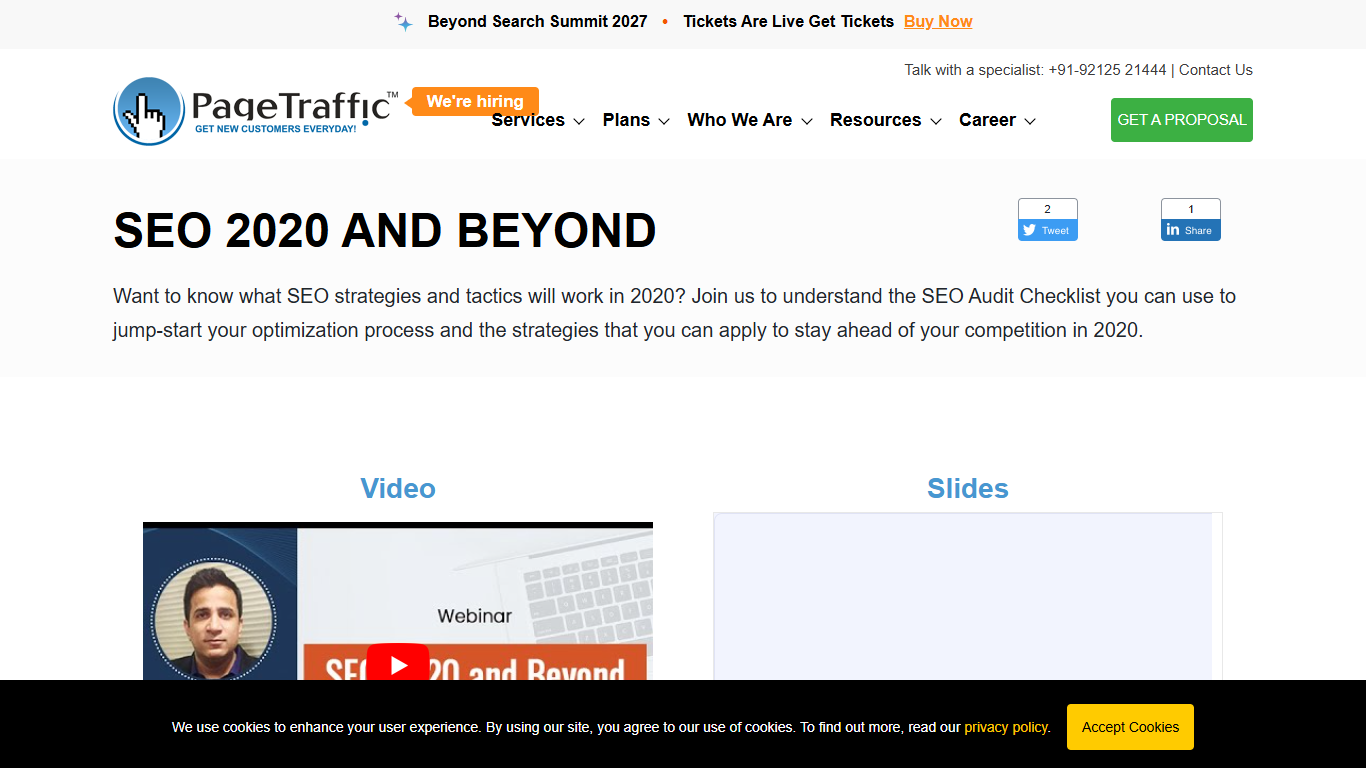 Beyond Search Summit 2027 • Tickets Are Live Get Tickets Buy Now
Talk with a specialist: +91-92125 21444 | Contact Us
PageTraffic™
GET NEW CUSTOMERS EVERYDAY!
We're hiring
Services Plans Who We Are Resources Career
GET A PROPOSAL
SEO 2020 AND BEYOND
2
Tweet
1
in Share
Want to know what SEO strategies and tactics will work in 2020? Join us to understand the SEO Audit Checklist you can use to
jump-start your optimization process and the strategies that you can apply to stay ahead of your competition in 2020.
Video
Slides
Webinar
and Beyond
We use cookies to enhance your user experience. By using our site, you agree to our use of cookies. To find out more, read our privacy policy.
Accept Cookies